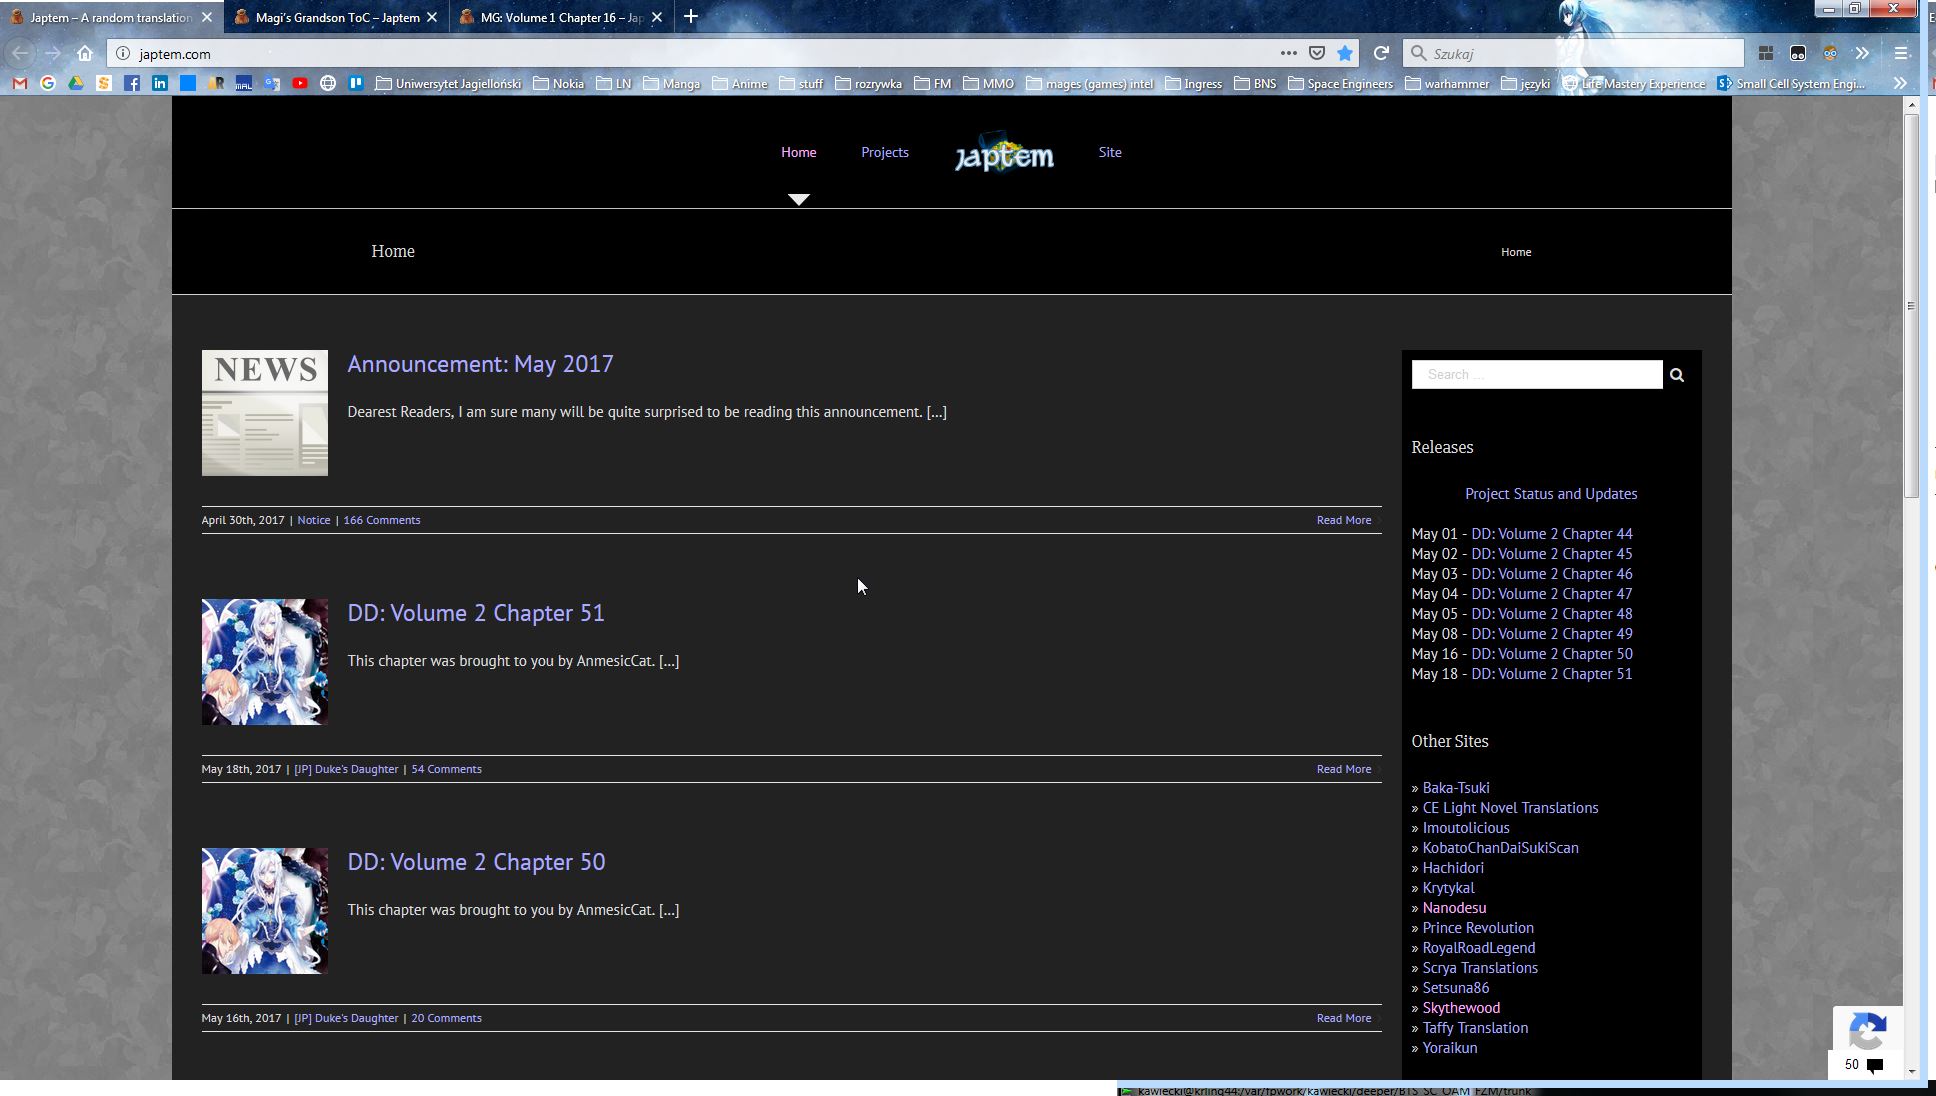 Japtem – A random translation
Magi's Grandson ToC – Japtem
MG: Volume 1 Chapter 16 – Jap
japtem.com
Szukaj
Uniwersytet Jagielloński
Nokia
LN
Manga
Anime
stuff
rozrywka
FM
MMO
mages (games) intel
Ingress
BNS
Space Engineers
warhammer
języki
Life Mastery Experience
Small Cell System Engi...
Home
Projects
japtem
Site
Home
Home
NEWS
Announcement: May 2017
Dearest Readers, I am sure many will be quite surprised to be reading this announcement. [...]
April 30th, 2017 | Notice | 166 Comments
Read More
DD: Volume 2 Chapter 51
This chapter was brought to you by AnmesicCat. [...]
May 18th, 2017 | [JP] Duke's Daughter | 54 Comments
Read More
DD: Volume 2 Chapter 50
This chapter was brought to you by AnmesicCat. [...]
May 16th, 2017 | [JP] Duke's Daughter | 20 Comments
Read More
Search ...
Releases
Project Status and Updates
May 01 - DD: Volume 2 Chapter 44
May 02 - DD: Volume 2 Chapter 45
May 03 - DD: Volume 2 Chapter 46
May 04 - DD: Volume 2 Chapter 47
May 05 - DD: Volume 2 Chapter 48
May 08 - DD: Volume 2 Chapter 49
May 16 - DD: Volume 2 Chapter 50
May 18 - DD: Volume 2 Chapter 51
Other Sites
» Baka-Tsuki
» CE Light Novel Translations
» Imoutolicious
» KobatoChanDaiSukiScan
» Hachidori
» Krytykal
» Nanodesu
» Prince Revolution
» RoyalRoadLegend
» Scrya Translations
» Setsuna86
» Skythewood
» Taffy Translation
» Yoraikun
50
kawiecki@krling44:/var/fpwork/kawiecki/deeper/BTS_SC_OAM_FZM/trunk